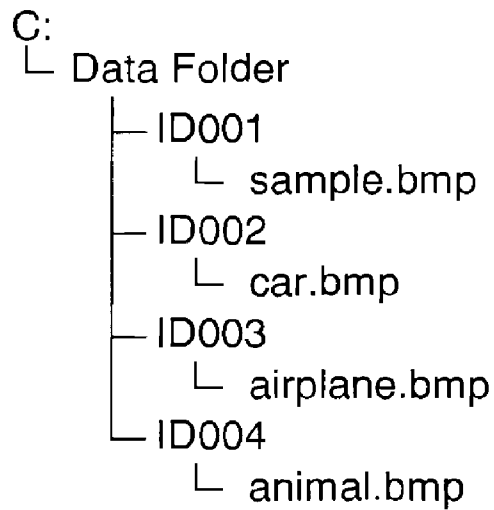 C:
Data Folder
ID001
sample.bmp
ID002
car.bmp
ID003
airplane.bmp
ID004
animal.bmp